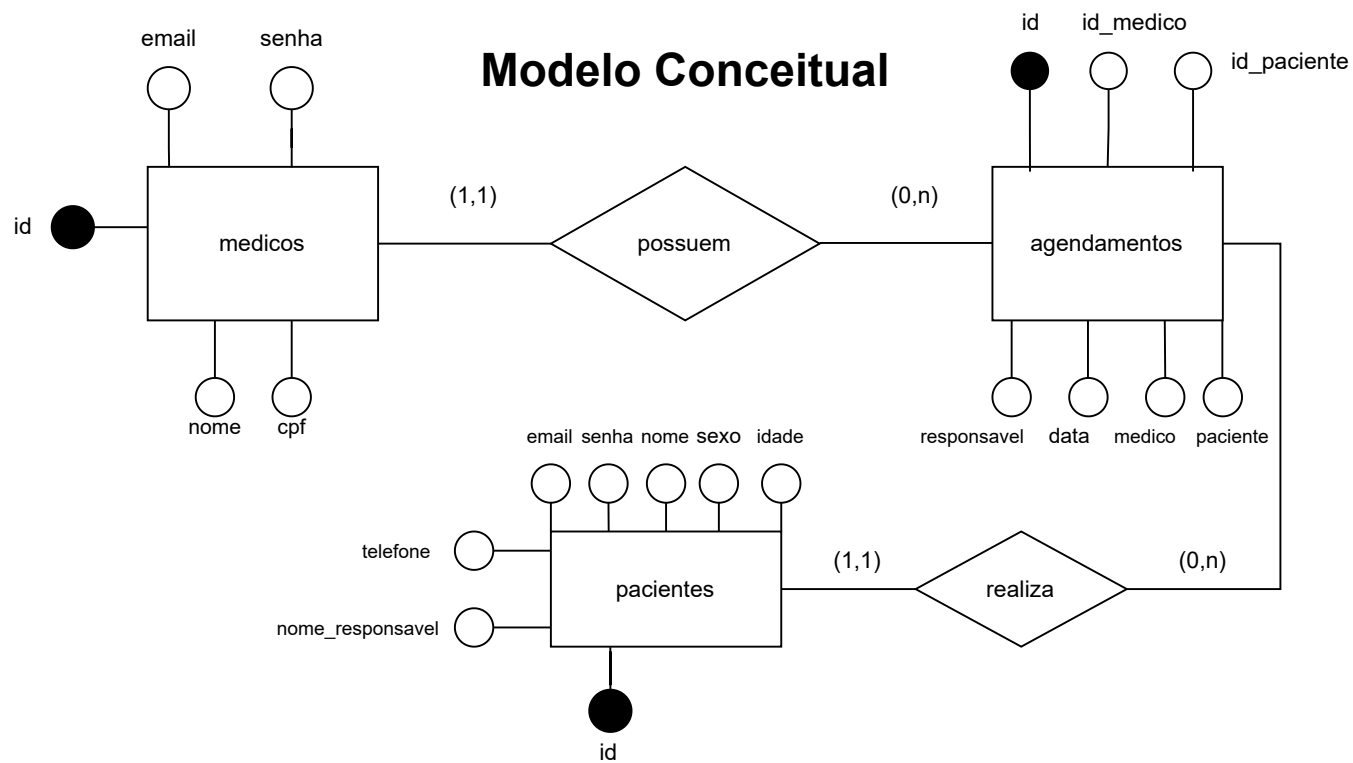 id id_medico
email senha
Modelo Conceitual
id_paciente
(1,1) (0,n)
id
medicos possuem agendamentos
nome cpf
email senha nome sexo idade
responsavel data medico paciente
telefone
(1,1) (0,n)
pacientes realiza
nome_responsavel
id